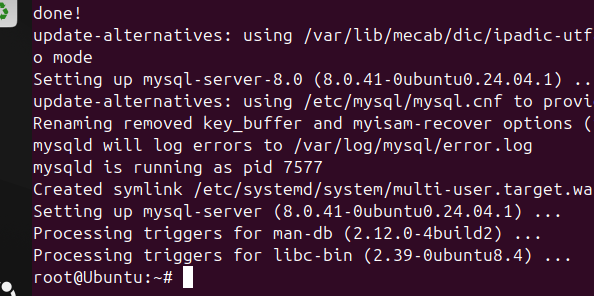 done!
update-alternatives: using /var/lib/mecab/dic/ipadic-utf
o mode
Setting up mysql-server-8.0 (8.0.41-0ubuntu0.24.04.1) ..
update-alternatives: using /etc/mysql/mysql.cnf to provi
Renaming removed key_buffer and myisam-recover options (
mysqld will log errors to /var/log/mysql/error.log
mysqld is running as pid 7577
Created symlink /etc/systemd/system/multi-user.target.wa
Setting up mysql-server (8.0.41-0ubuntu0.24.04.1) ...
Processing triggers for man-db (2.12.0-4build2) ...
Processing triggers for libc-bin (2.39-0ubuntu8.4) ...
root@Ubuntu:~#